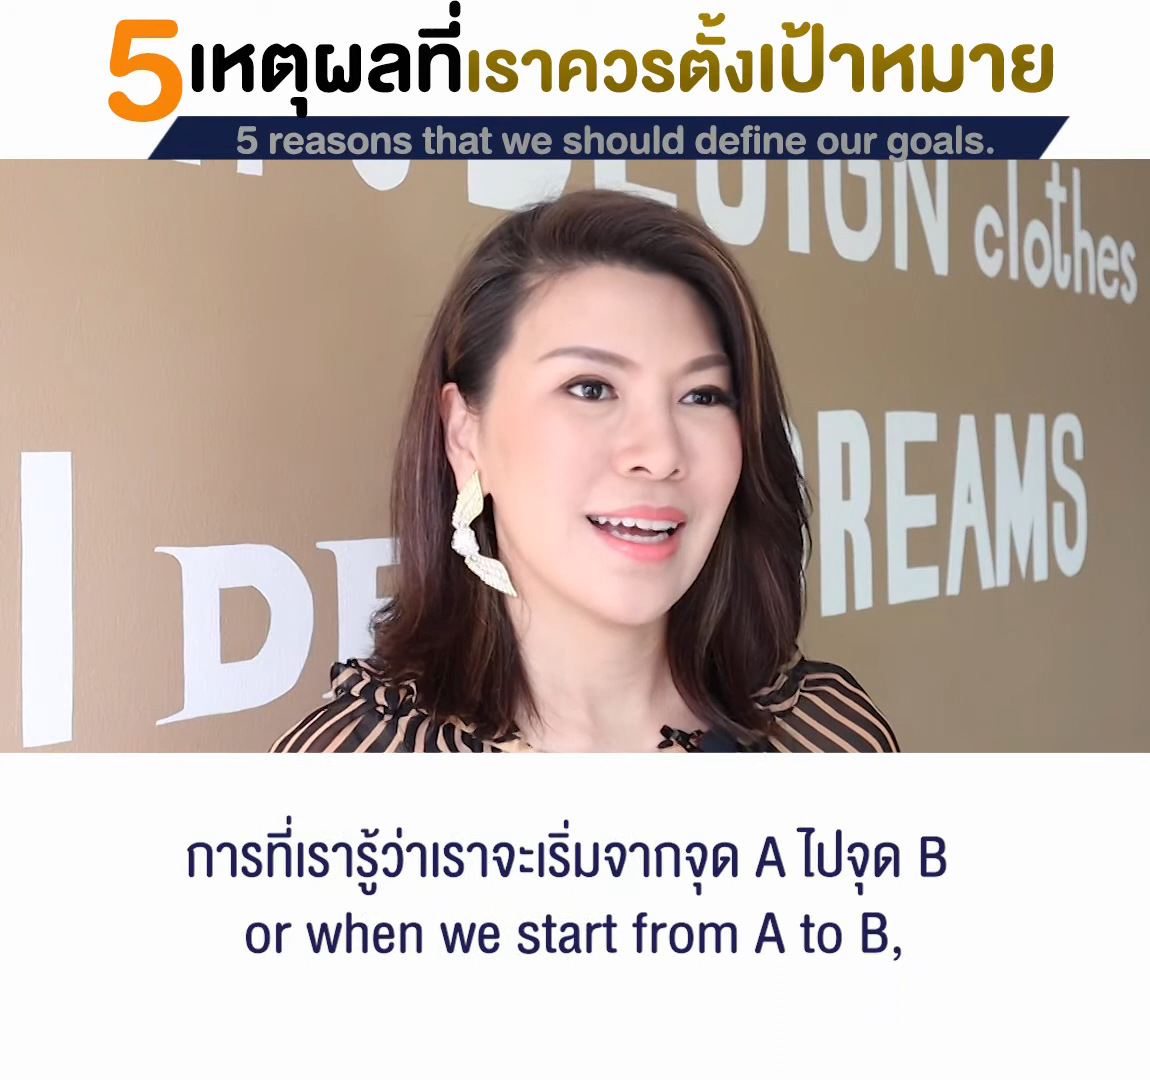 5 เหตุผลที่เราควรตั้งเป้าหมาย
5 reasons that we should define our goals.
DESIGN clothes
DREAMS
การที่เรารู้ว่าเราจะเริ่มจากจุด A ไปจุด B
or when we start from A to B,